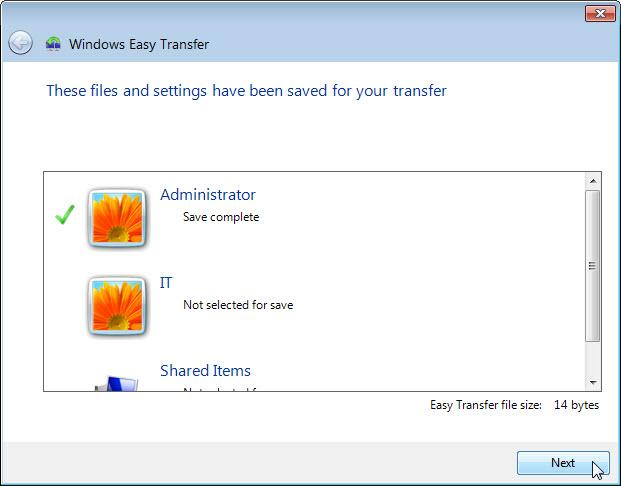 Windows Easy Transfer
These files and settings have been saved for your transfer
Administrator
Save complete
IT
Not selected for save
Shared Items
Easy Transfer file size: 14 bytes
Next